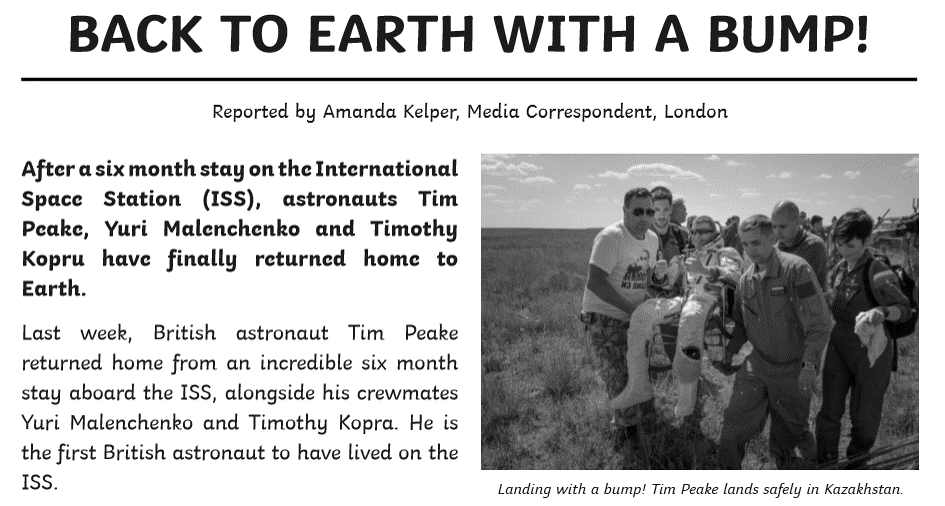 BACK TO EARTH WITH A BUMP!
Reported by Amanda Kelper, Media Correspondent, London
After a six month stay on the International
Space Station (ISS), astronauts Tim
Peake, Yuri Malenchenko and Timothy
Kopru have finally returned home to
Earth.
Last week, British astronaut Tim Peake
returned home from an incredible six month
stay aboard the ISS, alongside his crewmates
Yuri Malenchenko and Timothy Kopra. He is
the first British astronaut to have lived on the
ISS.
Landing with a bump! Tim Peake lands safely in Kazakhstan.